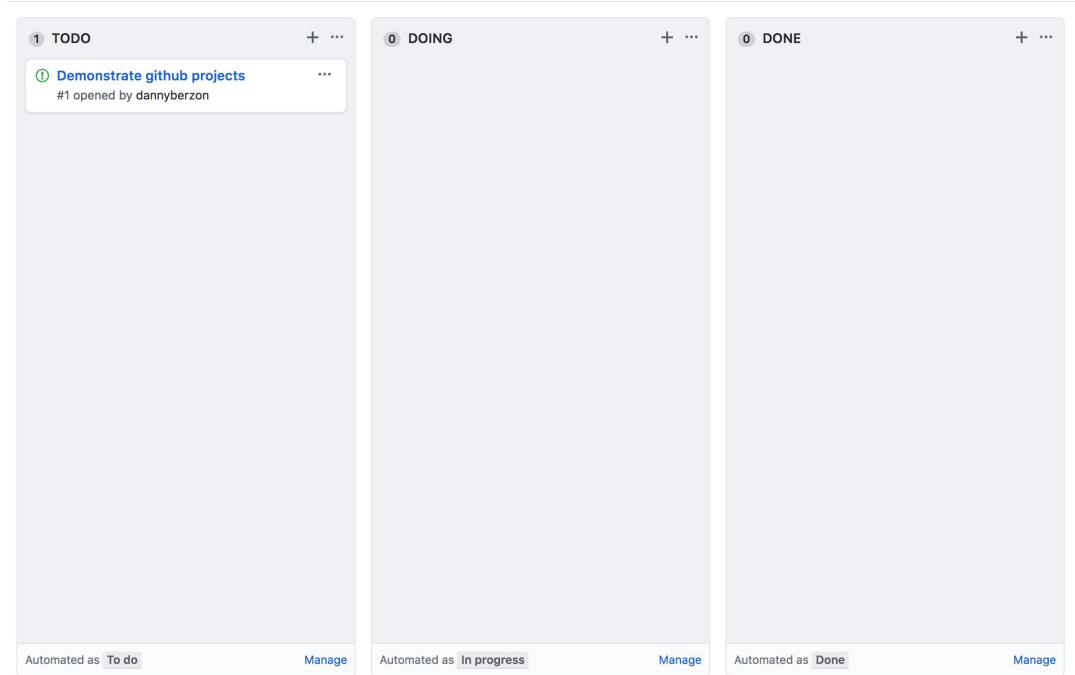 1 TODO
Demonstrate github projects
#1 opened by dannyberzon
Automated as To do Manage
0 DOING
Automated as In progress Manage
0 DONE
Automated as Done Manage